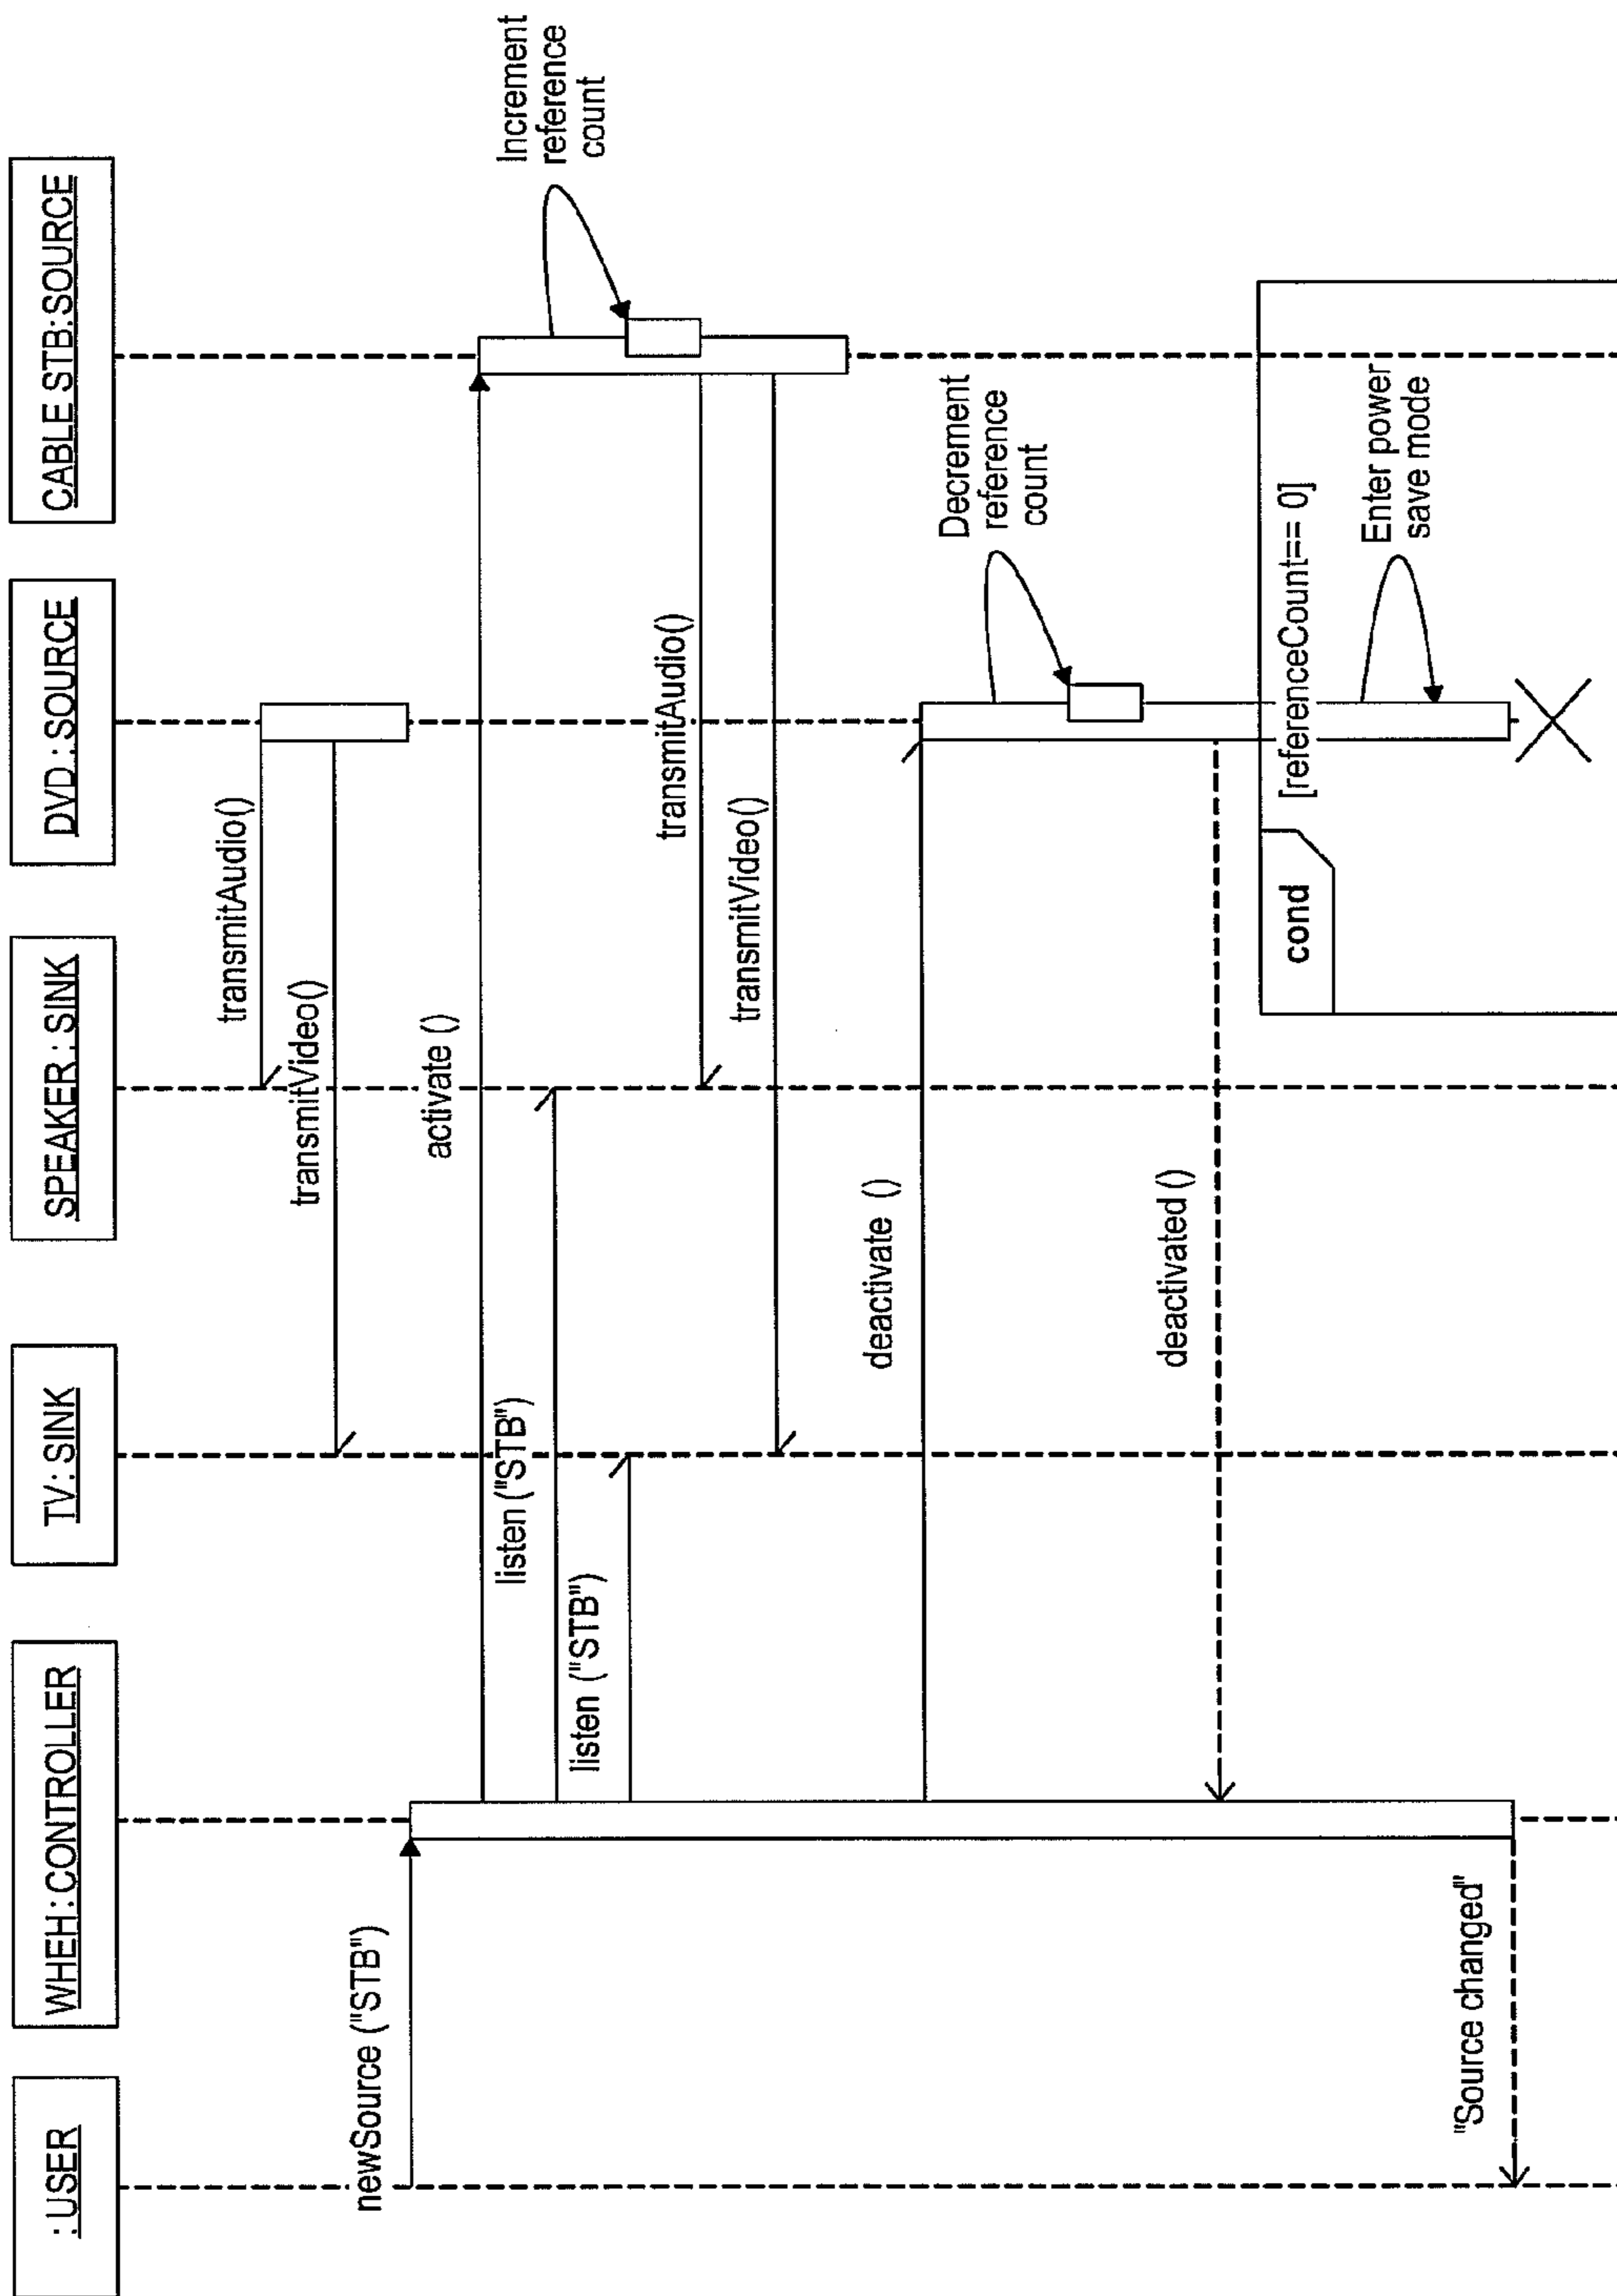 :USER
WHEH:CONTROLLER
TV:SINK
SPEAKER:SINK
DVD:SOURCE
CABLE STB:SOURCE
transmitAudio()
transmitVideo()
newSource ("STB")
activate ()
listen ("STB")
Increment
reference
count
listen ("STB")
transmitAudio()
transmitVideo()
deactivate ()
Decrement
reference
count
deactivated ()
cond
[referenceCount== 0]
Enter power
save mode
"Source changed"